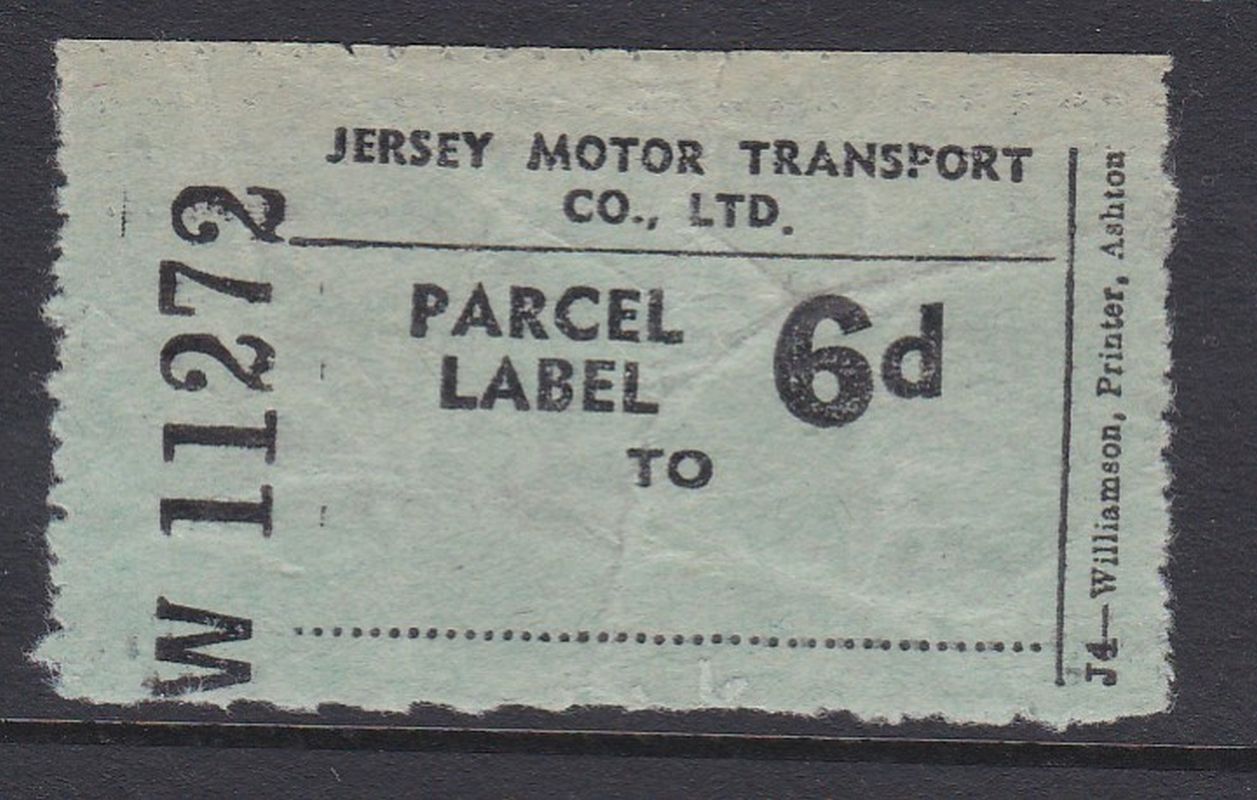 W 11272
JERSEY MOTOR TRANSPORT
CO., LTD.
PARCEL
LABEL
6d
TO
J4—Williamson, Printer, Ashton